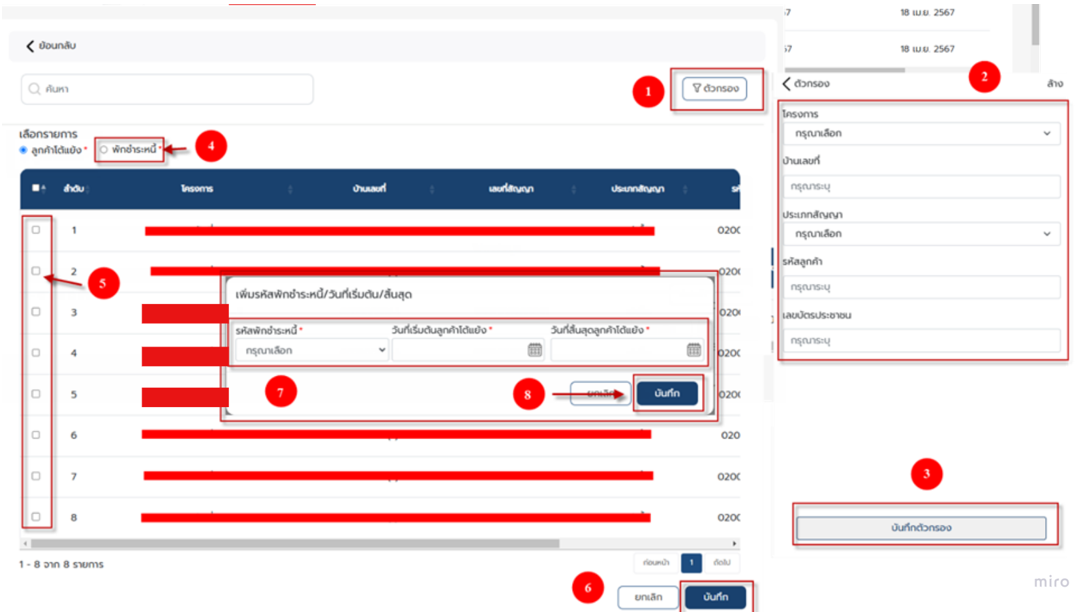 ย้อนกลับ
ค้นหา
1
ตัวกรอง
เลือกรายการ
ลูกค้าโต้แย้ง *
พักชำระหนี้ *
4
ลำดับ
โครงการ
บ้านเลขที่
เลขที่สัญญา
ประเภทสัญญา
1
0200
2
0200
5
3
0200
4
0200
5
0200
6
020
7
0200
8
0200
เพิ่มรหัสพักชำระหนี้/วันที่เริ่มต้น/สิ้นสุด
รหัสพักชำระหนี้ *
วันที่เริ่มต้นลูกค้าโต้แย้ง *
วันที่สิ้นสุดลูกค้าโต้แย้ง *
กรุณาเลือก
7
8
ยกเลิก
บันทึก
1 - 8 จาก 8 รายการ
ก่อนหน้า
1
ถัดไป
6
ยกเลิก
บันทึก
18 เม.ย. 2567
18 เม.ย. 2567
2
ตัวกรอง
ล้าง
โครงการ
กรุณาเลือก
บ้านเลขที่
กรุณาระบุ
ประเภทสัญญา
กรุณาเลือก
รหัสลูกค้า
กรุณาระบุ
เลขบัตรประชาชน
กรุณาระบุ
3
บันทึกตัวกรอง
miro